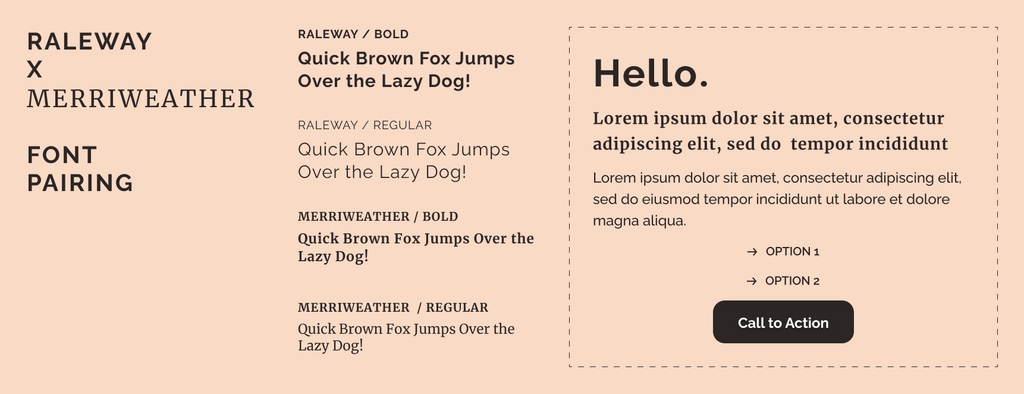 RALEWAY
X
MERRIWEATHER
FONT
PAIRING
RALEWAY / BOLD
Quick Brown Fox Jumps
Over the Lazy Dog!
RALEWAY / REGULAR
Quick Brown Fox Jumps
Over the Lazy Dog!
MERRIWEATHER / BOLD
Quick Brown Fox Jumps Over the
Lazy Dog!
MERRIWEATHER  / REGULAR
Quick Brown Fox Jumps Over the
Lazy Dog!
Hello.
Lorem ipsum dolor sit amet, consectetur
adipiscing elit, sed do  tempor incididunt
Lorem ipsum dolor sit amet, consectetur adipiscing elit,
sed do eiusmod tempor incididunt ut labore et dolore
magna aliqua.
→ OPTION 1
→ OPTION 2
Call to Action